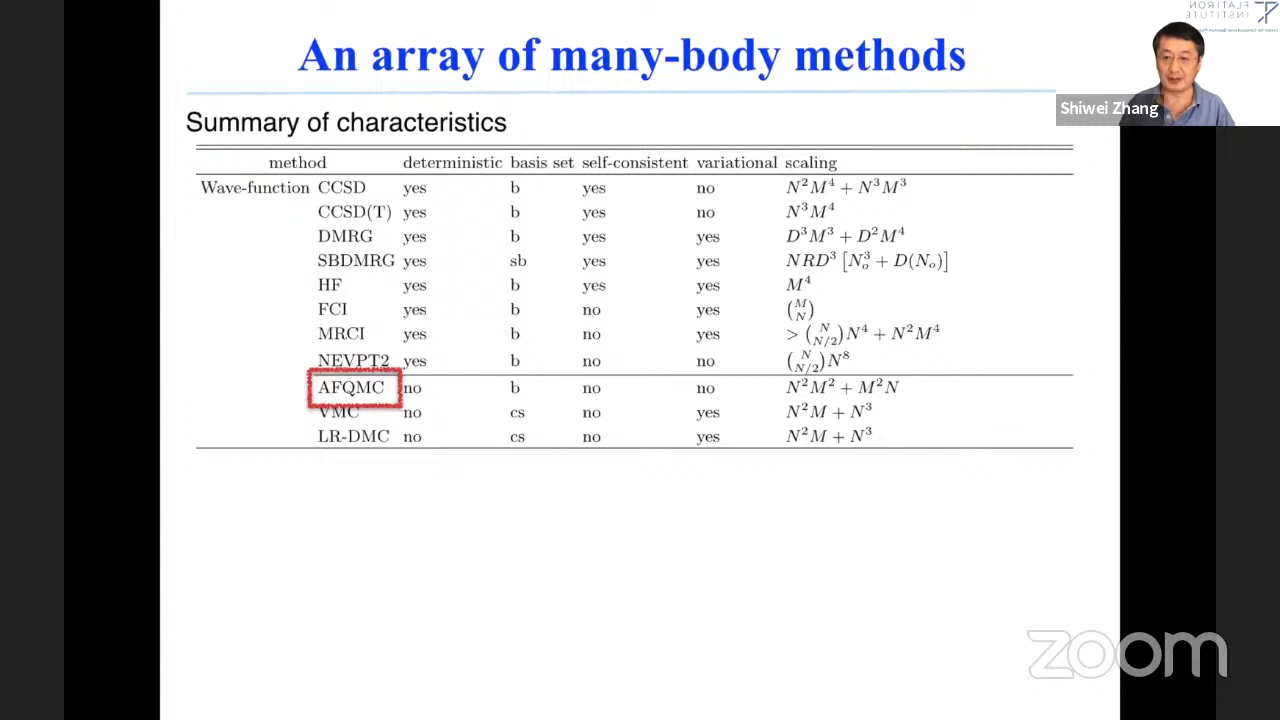 An array of many-body methods
FLATIRON
INSTITUTE
Shiwei Zhang
Summary of characteristics
method deterministic basis set self-consistent variational scaling
Wave-function CCSD yes b yes no N²M⁴ + N³M³
CCSD(T) yes b yes no N³M⁴
DMRG yes b yes yes D³M³ + D²M⁴
SBDMRG yes sb yes yes NRD³ [N_o³ + D(N_o)]
HF yes b yes yes M⁴
FCI yes b no yes (M N)
MRCI yes b no yes > (N N/2)N⁴ + N²M⁴
NEVPT2 yes b no no (N N/2)N⁸
AFQMC no b no no N²M² + M²N
VMC no cs no yes N²M + N³
LR-DMC no cs no yes N²M + N³
zoom